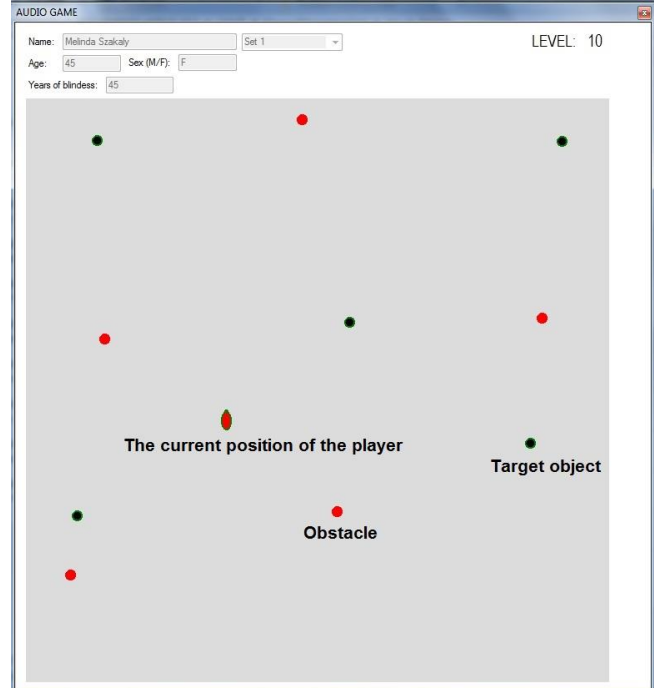 AUDIO GAME
Name: Melinda Szakaly Set 1 LEVEL: 10
Age: 45 Sex (M/F): F
Years of blindess: 45
The current position of the player
Target object
Obstacle